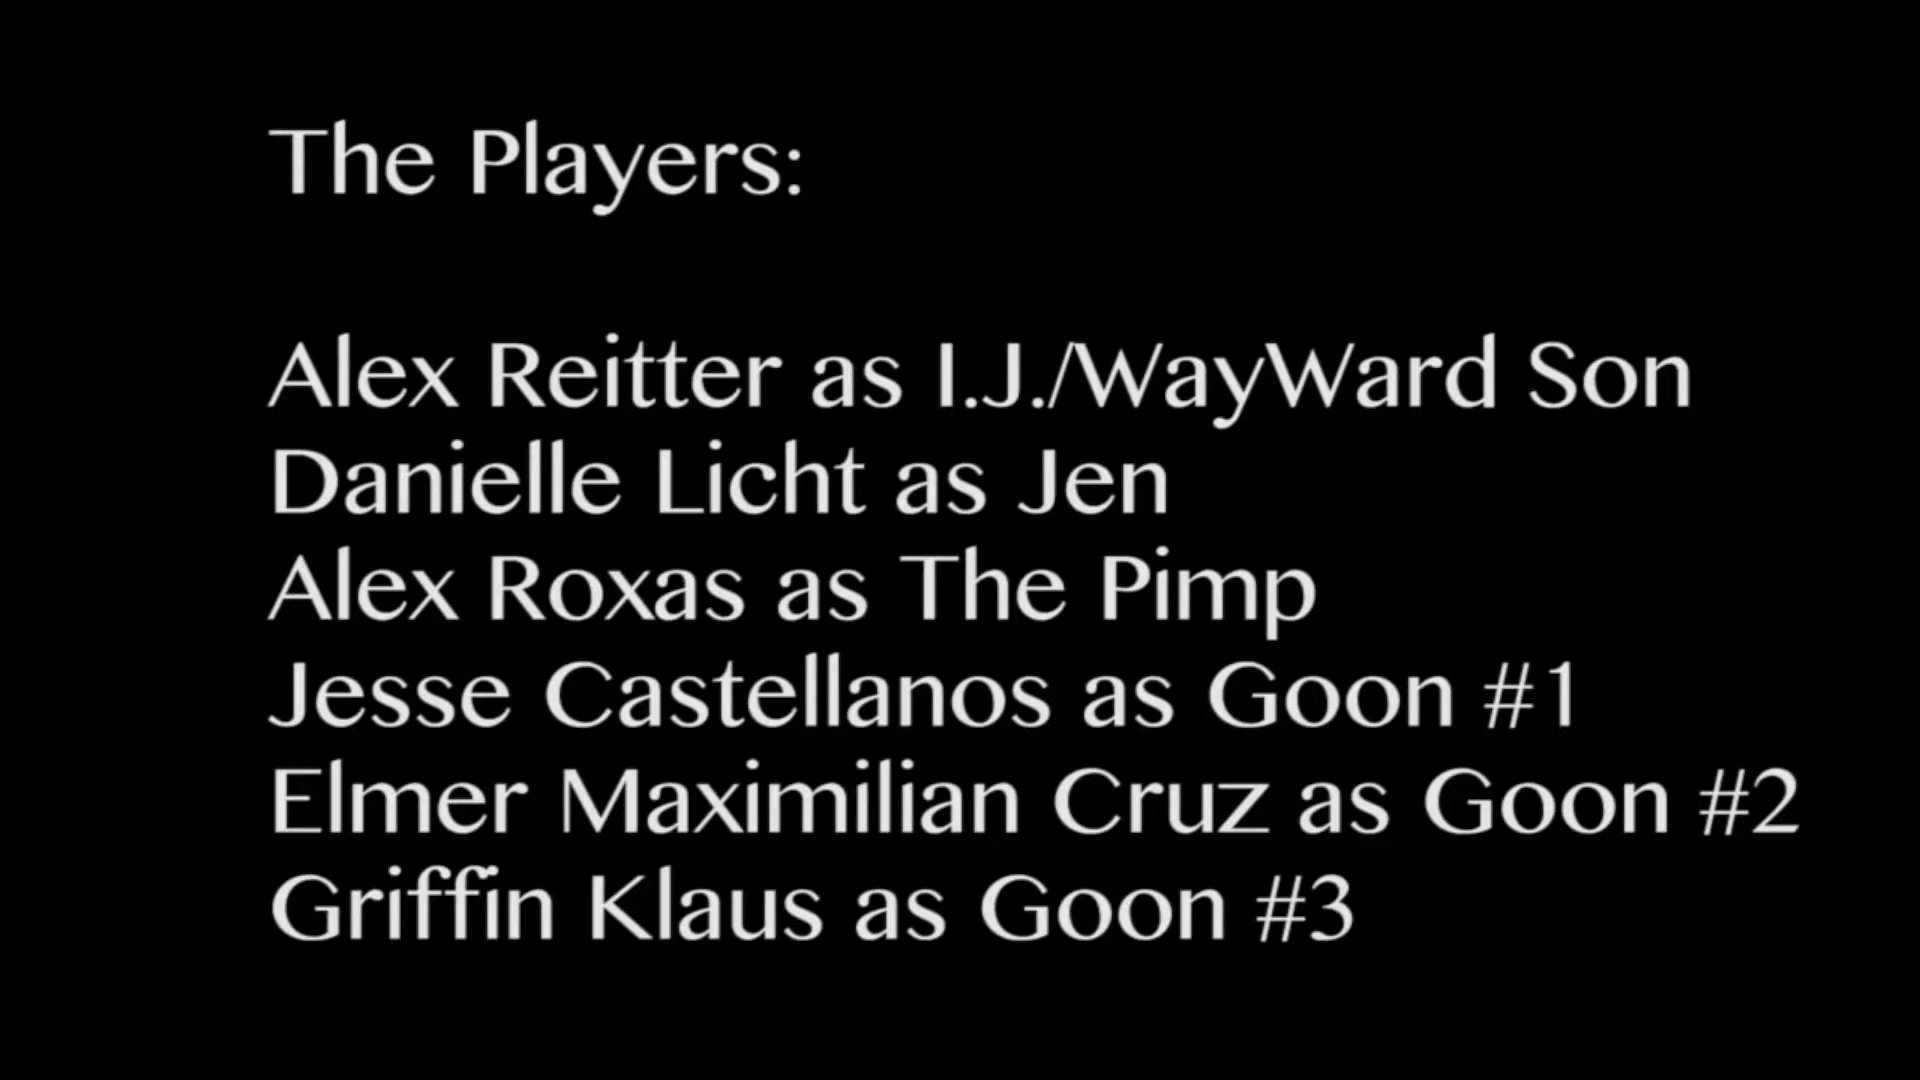 The Players:
Alex Reitter as I.J./WayWard Son
Danielle Licht as Jen
Alex Roxas as The Pimp
Jesse Castellanos as Goon #1
Elmer Maximilian Cruz as Goon #2
Griffin Klaus as Goon #3